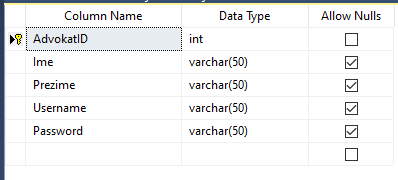 Column Name Data Type Allow Nulls
AdvokatID int
Ime varchar(50)
Prezime varchar(50)
Username varchar(50)
Password varchar(50)